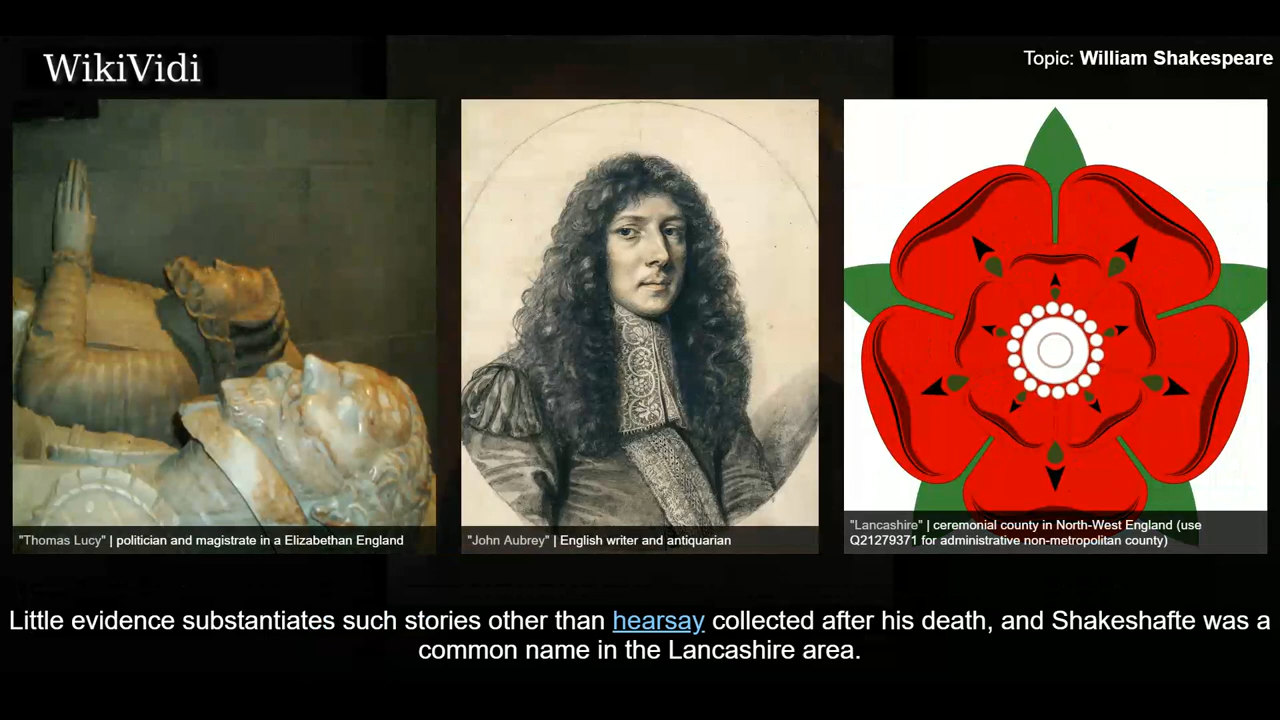 WikiVidi
Topic: William Shakespeare
"Thomas Lucy" | politician and magistrate in a Elizabethan England
"John Aubrey" | English writer and antiquarian
"Lancashire" | ceremonial county in North-West England (use
Q21279371 for administrative non-metropolitan county)
Little evidence substantiates such stories other than hearsay collected after his death, and Shakeshafte was a
common name in the Lancashire area.